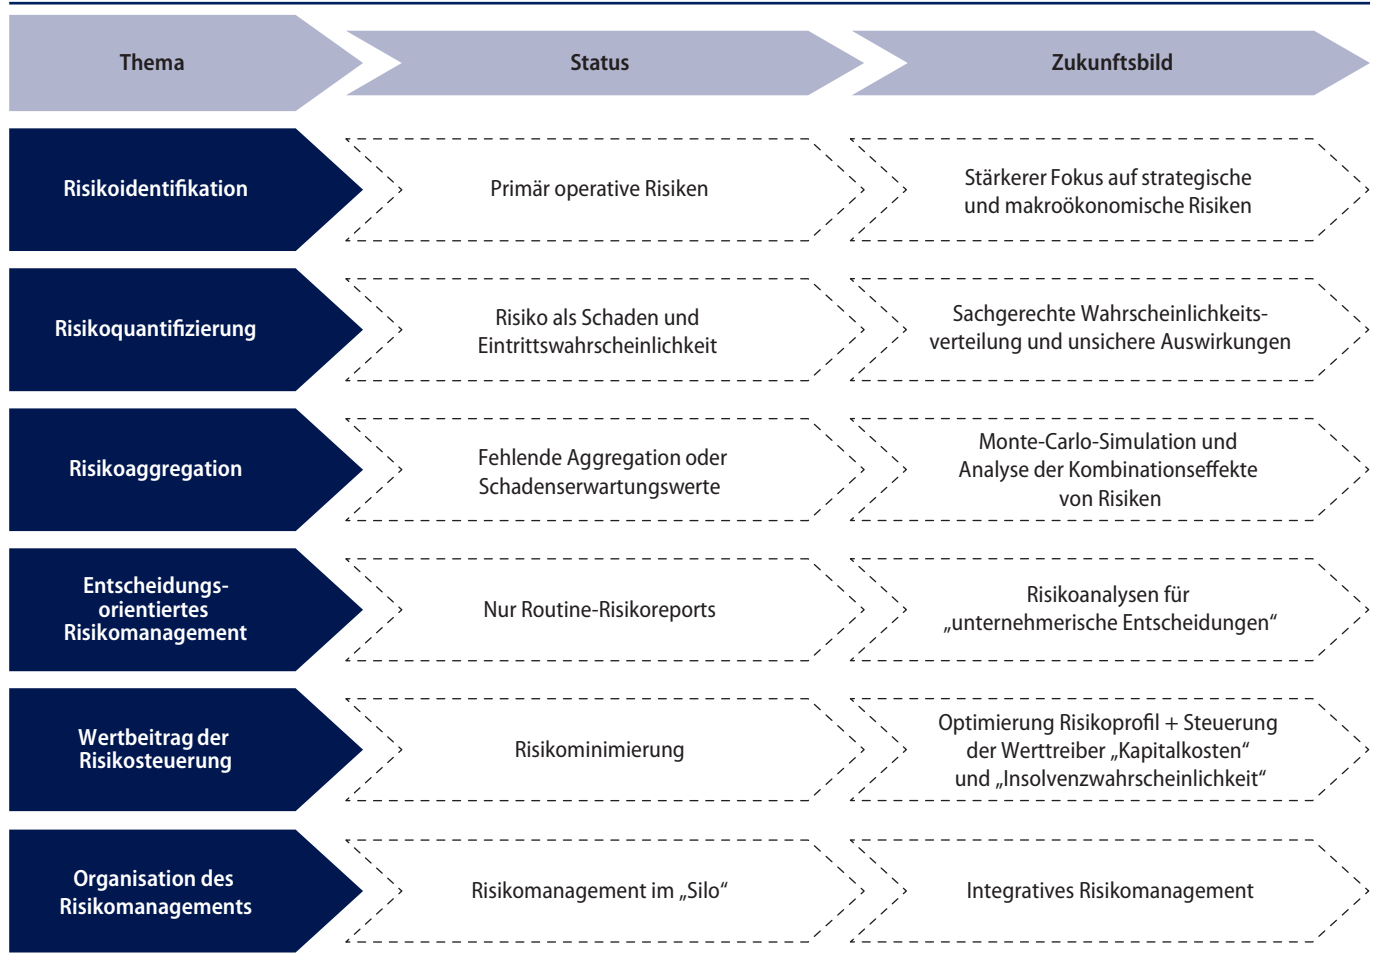 Thema
Status
Zukunftsbild
Risikoidentifikation
Primär operative Risiken
Stärkerer Fokus auf strategische
und makroökonomische Risiken
Risikoquantifizierung
Risiko als Schaden und
Eintrittswahrscheinlichkeit
Sachgerechte Wahrscheinlichkeits-
verteilung und unsichere Auswirkungen
Risikoaggregation
Fehlende Aggregation oder
Schadenserwartungswerte
Monte-Carlo-Simulation und
Analyse der Kombinationseffekte
von Risiken
Entscheidungs-
orientiertes
Risikomanagement
Nur Routine-Risikoreports
Risikoanalysen für
„unternehmerische Entscheidungen“
Wertbeitrag der
Risikosteuerung
Risikominimierung
Optimierung Risikoprofil + Steuerung
der Werttreiber „Kapitalkosten“
und „Insolvenzwahrscheinlichkeit“
Organisation des
Risikomanagements
Risikomanagement im „Silo“
Integratives Risikomanagement